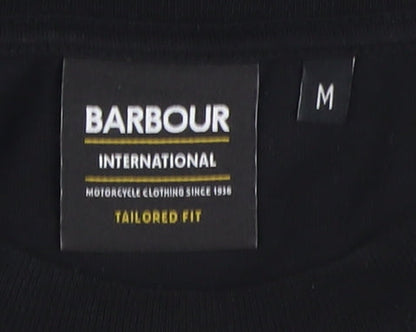 BARBOUR
INTERNATIONAL
MOTORCYCLE CLOTHING SINCE 1936
TAILORED FIT
M